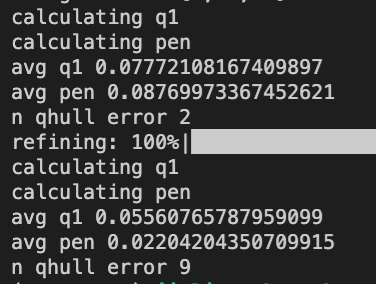 calculating q1
calculating pen
avg q1 0.07772108167409897
avg pen 0.08769973367452621
n qhull error 2
refining: 100%|
calculating q1
calculating pen
avg q1 0.05560765787959099
avg pen 0.02204204350709915
n qhull error 9